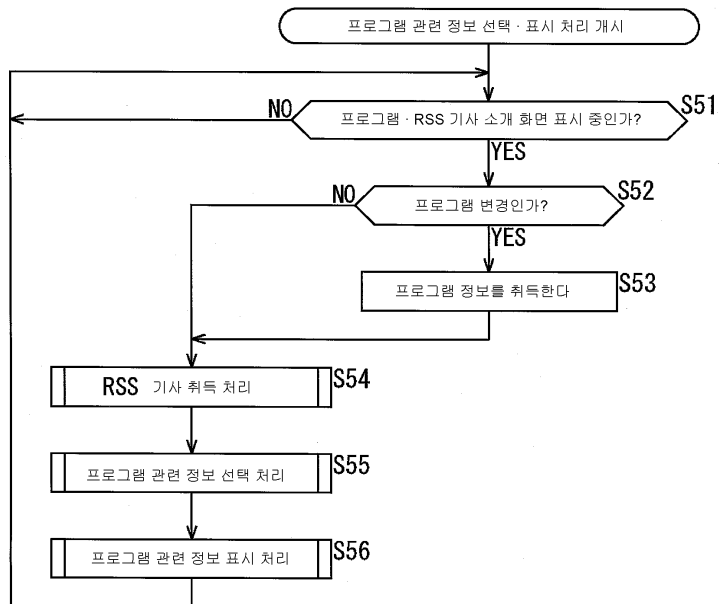 프로그램 관련 정보 선택 · 표시 처리 개시
NO
프로그램 · RSS 기사 소개 화면 표시 중인가?
S51
YES
NO
프로그램 변경인가?
S52
YES
프로그램 정보를 취득한다
S53
RSS 기사 취득 처리
S54
프로그램 관련 정보 선택 처리
S55
프로그램 관련 정보 표시 처리
S56